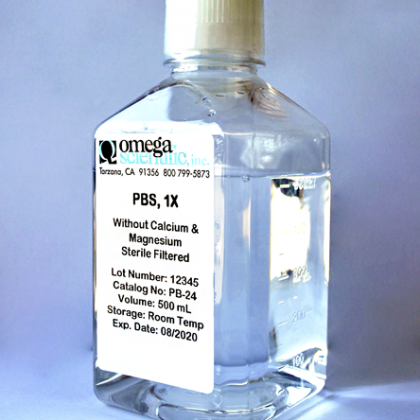 omega
scientific, inc.
Tarzana, CA 91356 800 799-5873
PBS, 1X
Without Calcium &
Magnesium
Sterile Filtered
Lot Number: 12345
Catalog No: PB-24
Volume: 500 mL
Storage: Room Temp
Exp. Date: 08/2020
100